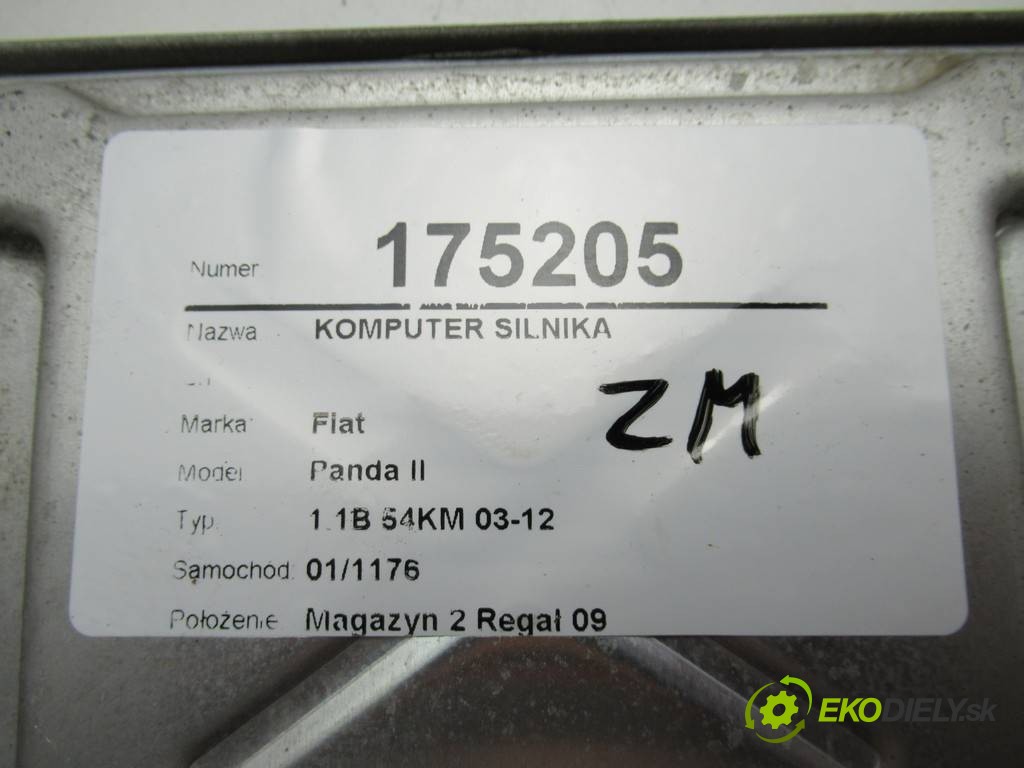 Numer 175205
Nazwa KOMPUTER SILNIKA
ZM
Marka Fiat
Model Panda II
Typ 1.1B 54KM 03-12
Samochód: 01/1176
Położenie Magazyn 2 Regał 09
EKODIELY.sk